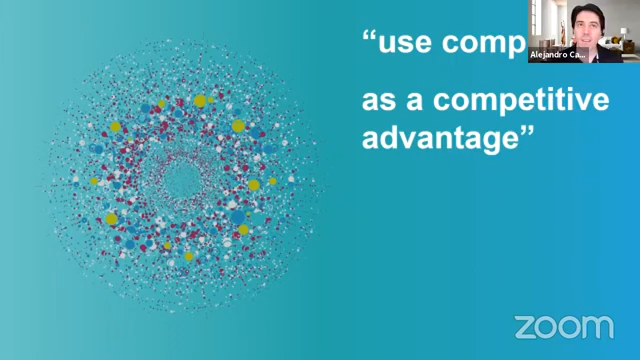 “use comp
Alejandro Ca...
as a competitive
advantage”
zoom